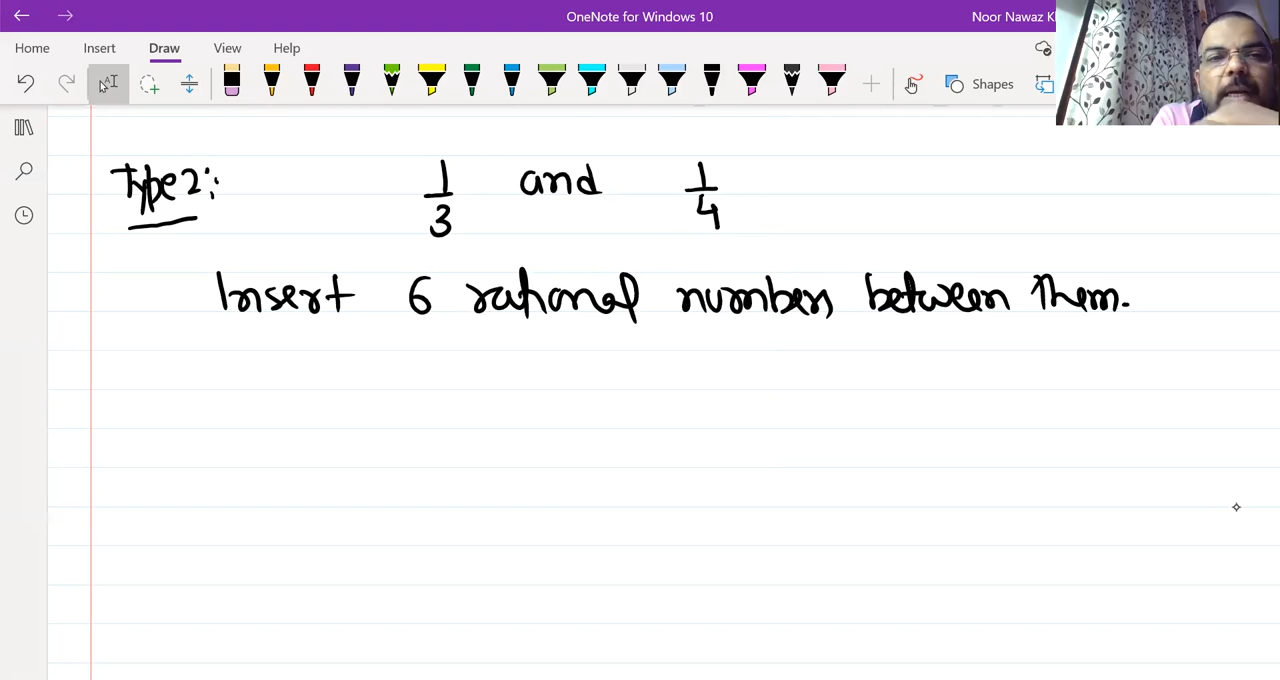 OneNote for Windows 10
Noor Nawaz Kh
Home Insert Draw View Help
Shapes
Type 2: 1/3 and 1/4
Insert 6 rational numbers between them.